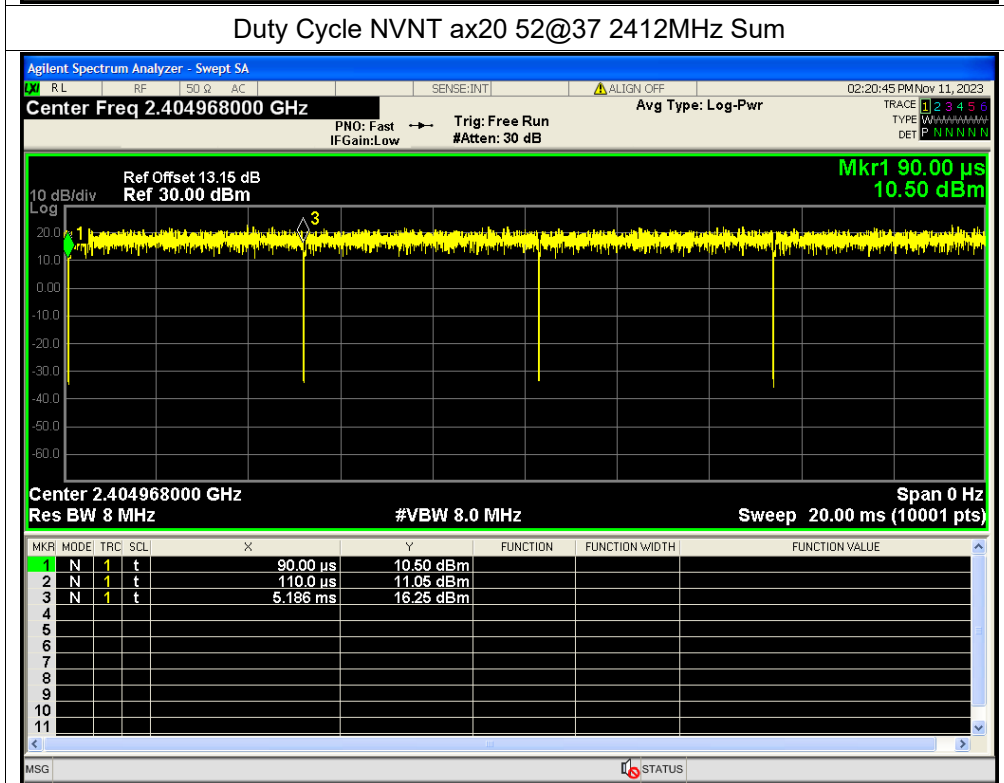 Duty Cycle NVNT ax20 52@37 2412MHz Sum
Agilent Spectrum Analyzer - Swept SA
LXI RL RF 50 Ω AC SENSE:INT ALIGN OFF 02:20:45 PM Nov 11, 2023
Center Freq 2.404968000 GHz Avg Type: Log-Pwr TRACE 1 2 3 4 5 6
PNO: Fast Trig: Free Run TYPE W
IFGain:Low #Atten: 30 dB DET P N N N N N
Mkr1 90.00 µs
10.50 dBm
Ref Offset 13.15 dB
10 dB/div Ref 30.00 dBm
Log
3
20.0 1
10.0
0.00
-10.0
-20.0
-30.0
-40.0
-50.0
-60.0
Center 2.404968000 GHz Span 0 Hz
Res BW 8 MHz #VBW 8.0 MHz Sweep 20.00 ms (10001 pts)
MKR MODE TRC SCL X Y FUNCTION FUNCTION WIDTH FUNCTION VALUE
1 N 1 t 90.00 µs 10.50 dBm
2 N 1 t 110.0 µs 11.05 dBm
3 N 1 t 5.186 ms 16.25 dBm
4
5
6
7
8
9
10
11
MSG STATUS